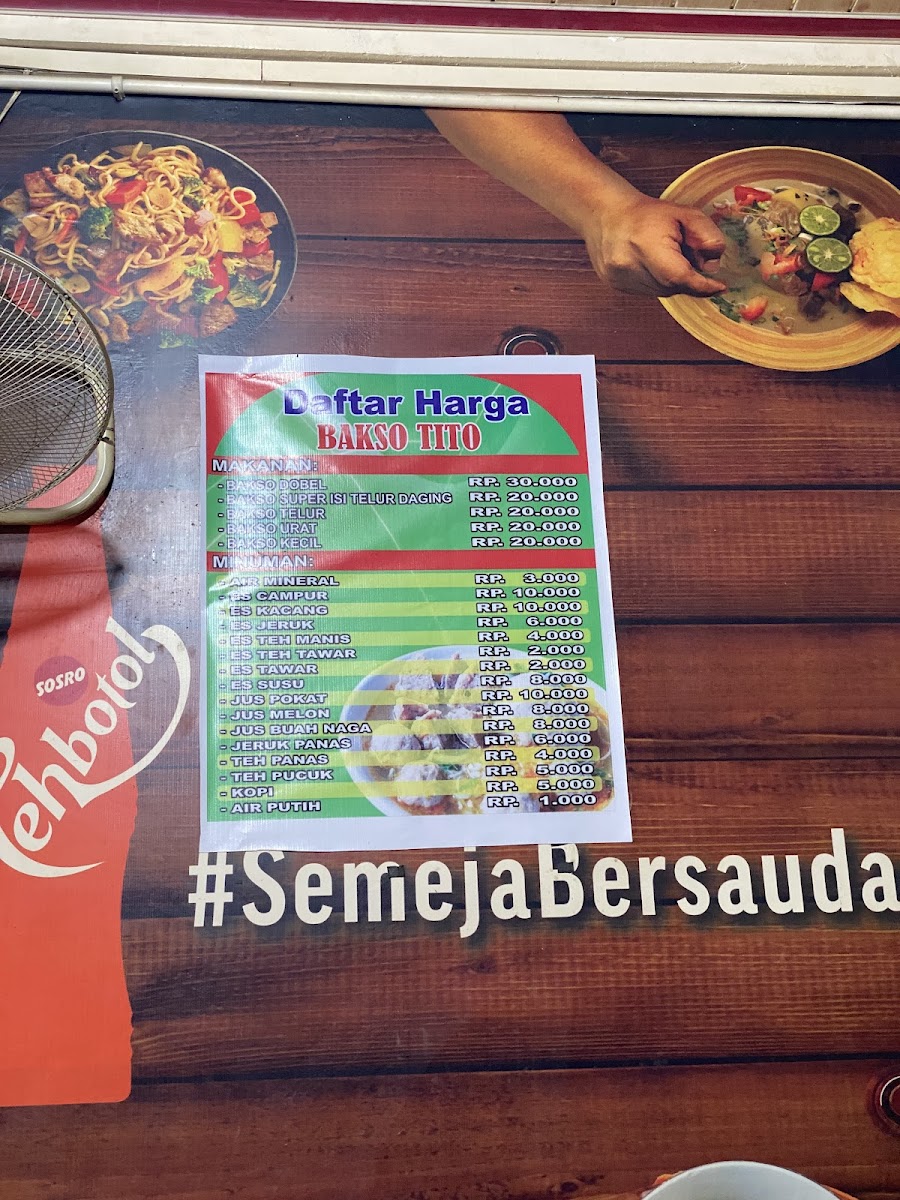 Daftar Harga
BAKSO TITO
MAKANAN:
- BAKSO DOBEL RP. 30.000
- BAKSO SUPER ISI TELUR DAGING RP. 20.000
- BAKSO TELUR RP. 20.000
- BAKSO URAT RP. 20.000
- BAKSO KECIL RP. 20.000
MINUMAN:
- AIR MINERAL RP. 3.000
- ES CAMPUR RP. 10.000
- ES KACANG RP. 10.000
- ES JERUK RP. 6.000
- ES TEH MANIS RP. 4.000
- ES TEH TAWAR RP. 2.000
- ES TAWAR RP. 2.000
- ES SUSU RP. 8.000
- JUS POKAT RP. 10.000
- JUS MELON RP. 8.000
- JUS BUAH NAGA RP. 8.000
- JERUK PANAS RP. 6.000
- TEH PANAS RP. 4.000
- TEH PUCUK RP. 5.000
- KOPI RP. 5.000
- AIR PUTIH RP. 1.000
SOSRO
Tehbotol
#SemejaBersauda